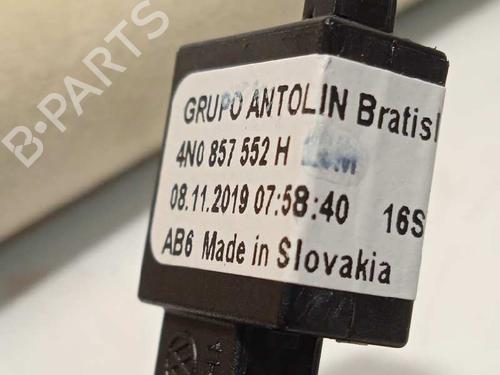 B-PARTS
GRUPO ANTOLIN Bratisl
4N0 857 552 H
08.11.2019 07:58:40 16S
AB6 Made in Slovakia